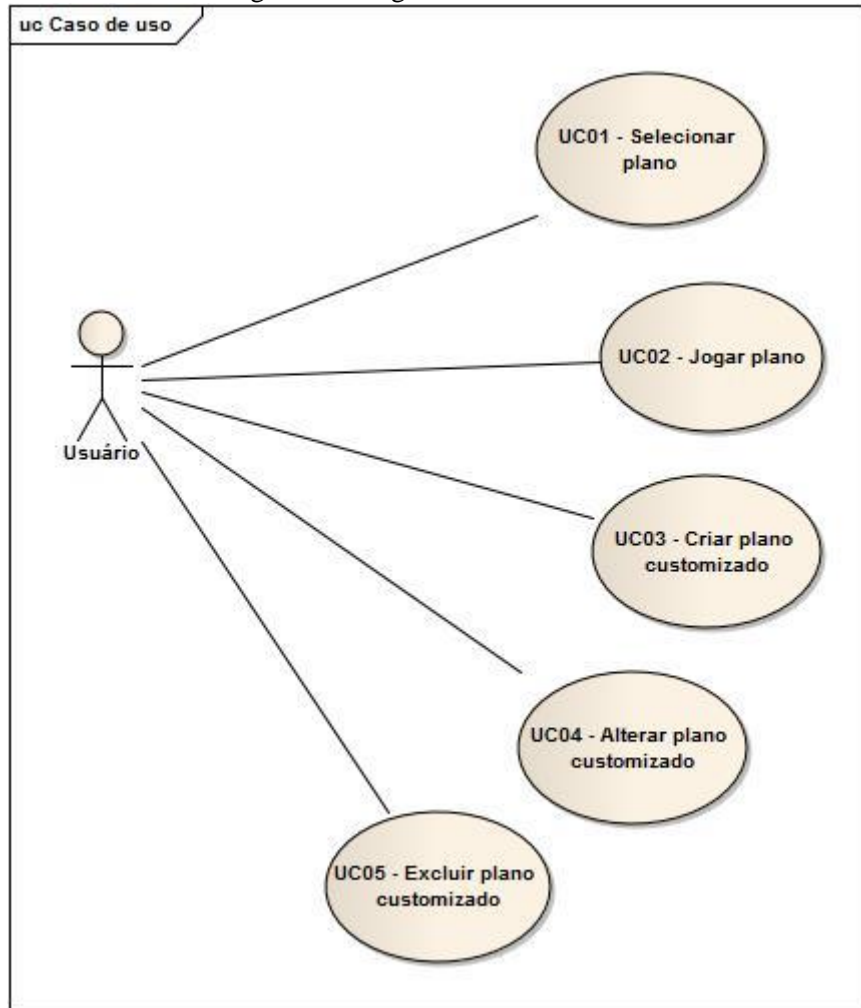 uc Caso de uso
UC01 - Selecionar
plano
UC02 - Jogar plano
Usuário
UC03 - Criar plano
customizado
UC04 - Alterar plano
customizado
UC05 - Excluir plano
customizado